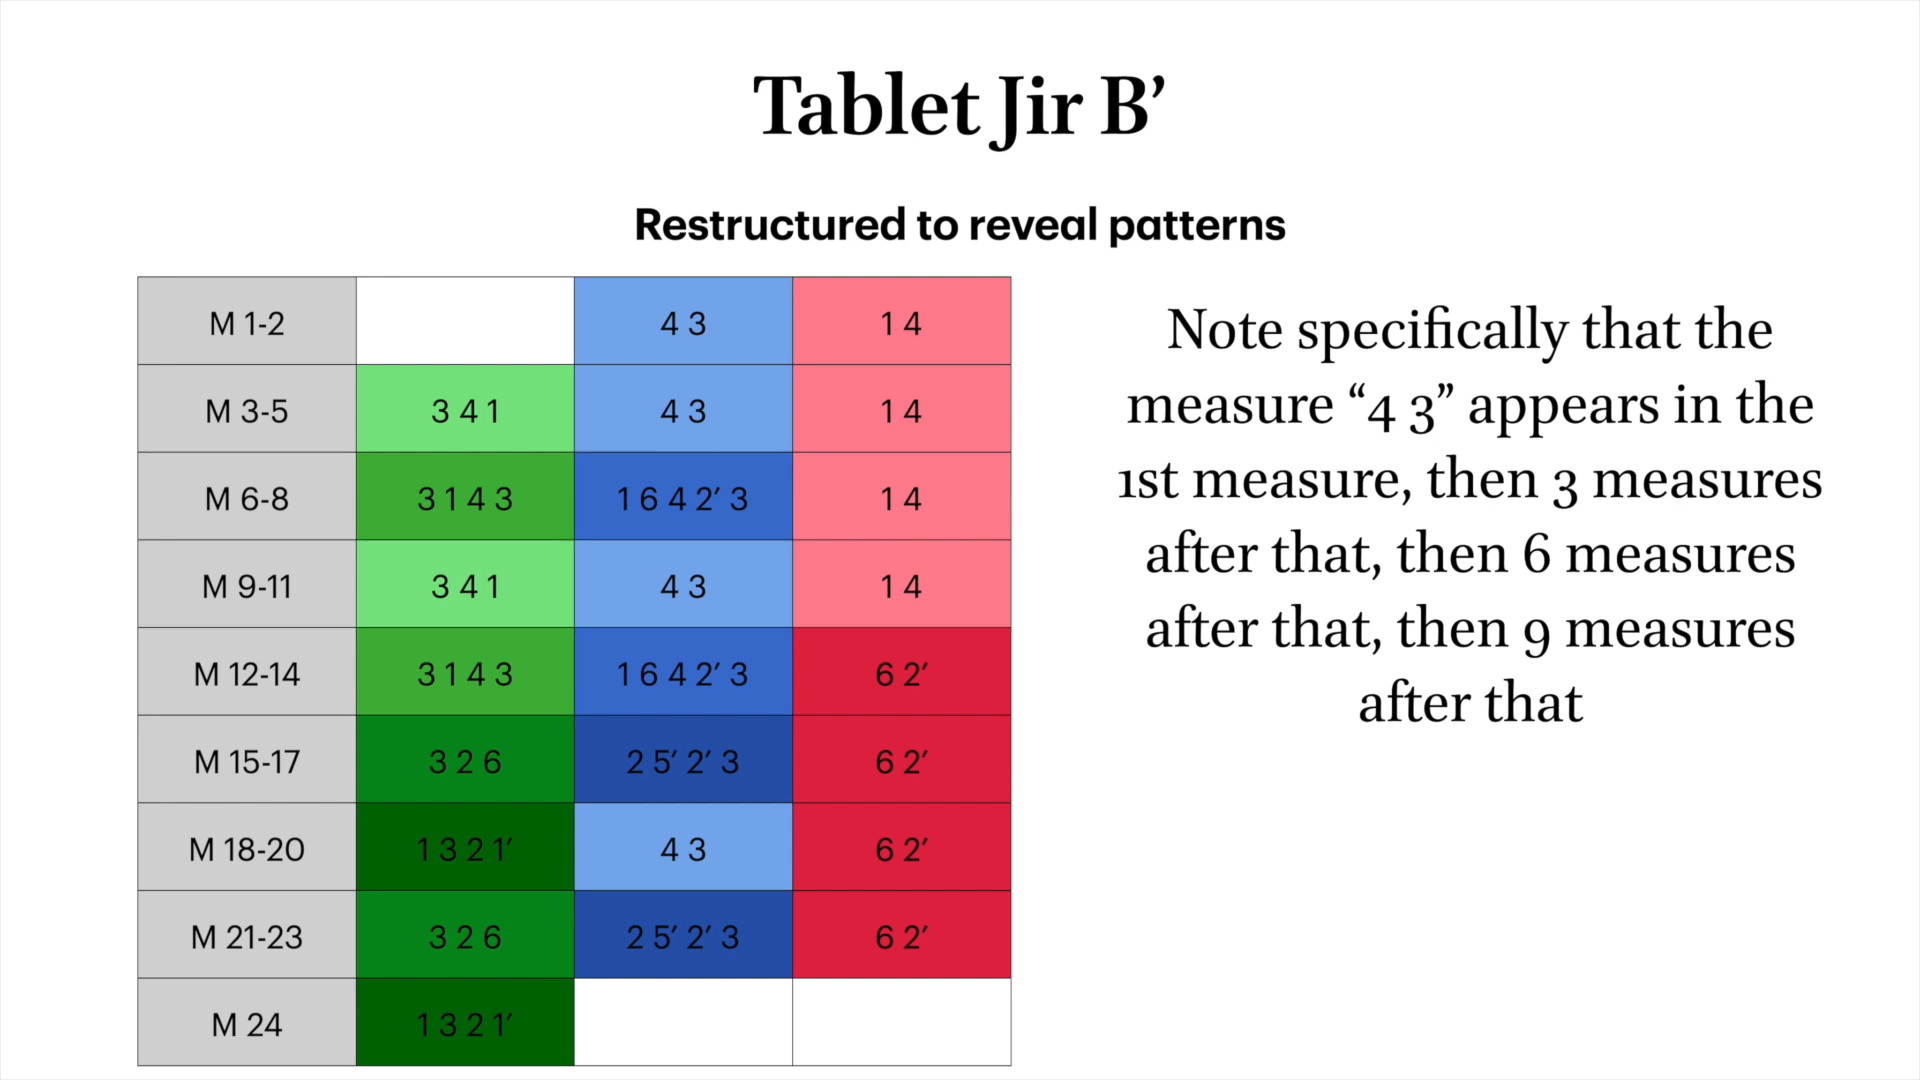 Tablet Jir B’
Restructured to reveal patterns
M 1-2 4 3 1 4
M 3-5 3 4 1 4 3 1 4
M 6-8 3 1 4 3 1 6 4 2′ 3 1 4
M 9-11 3 4 1 4 3 1 4
M 12-14 3 1 4 3 1 6 4 2′ 3 6 2′
M 15-17 3 2 6 2 5′ 2′ 3 6 2′
M 18-20 1 3 2 1′ 4 3 6 2′
M 21-23 3 2 6 2 5′ 2′ 3 6 2′
M 24 1 3 2 1′
Note specifically that the
measure “4 3” appears in the
1st measure, then 3 measures
after that, then 6 measures
after that, then 9 measures
after that